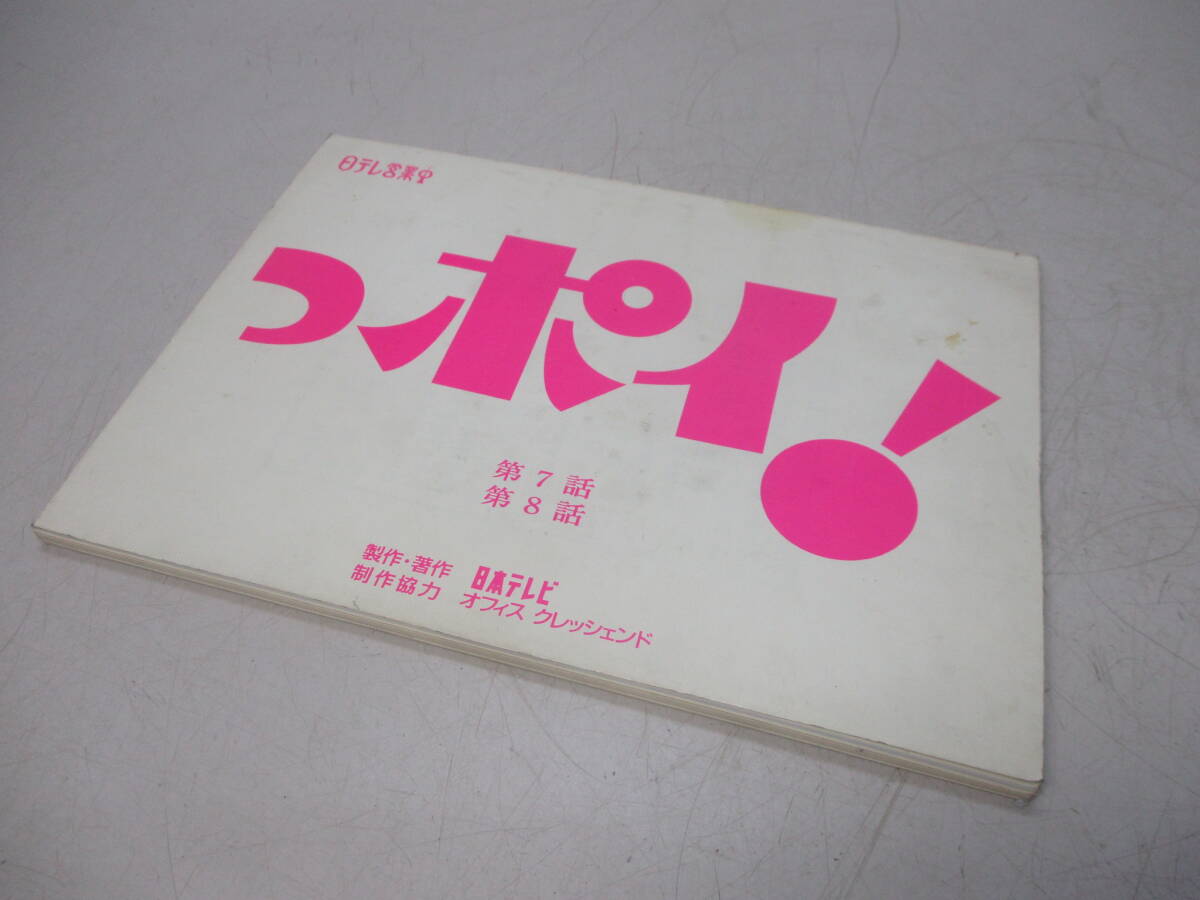 日テレ営業中
っポイ!
第7話
第8話
製作・著作 日本テレビ
制作協力 オフィス クレッシェンド